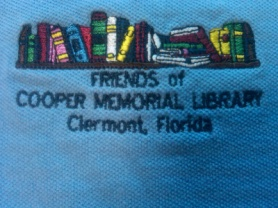 FRIENDS of
COOPER MEMORIAL LIBRARY
Clermont, Florida